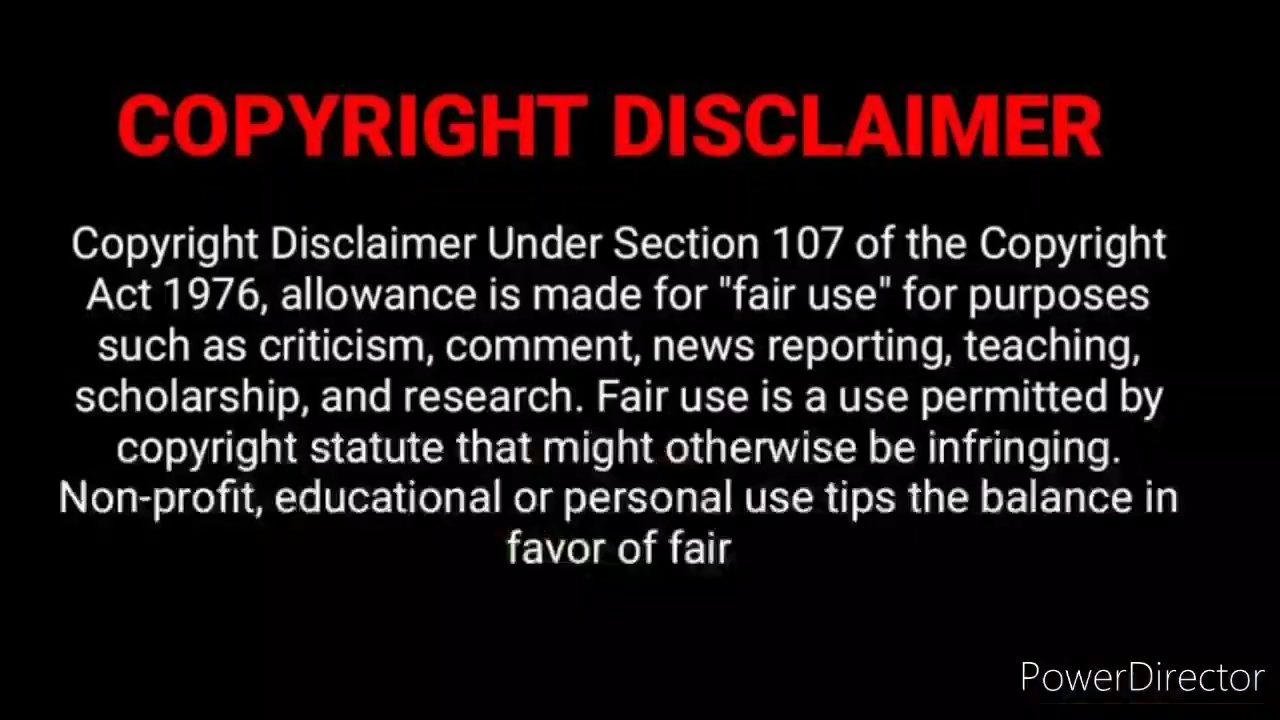 COPYRIGHT DISCLAIMER
Copyright Disclaimer Under Section 107 of the Copyright
Act 1976, allowance is made for "fair use" for purposes
such as criticism, comment, news reporting, teaching,
scholarship, and research. Fair use is a use permitted by
copyright statute that might otherwise be infringing.
Non-profit, educational or personal use tips the balance in
favor of fair
PowerDirector